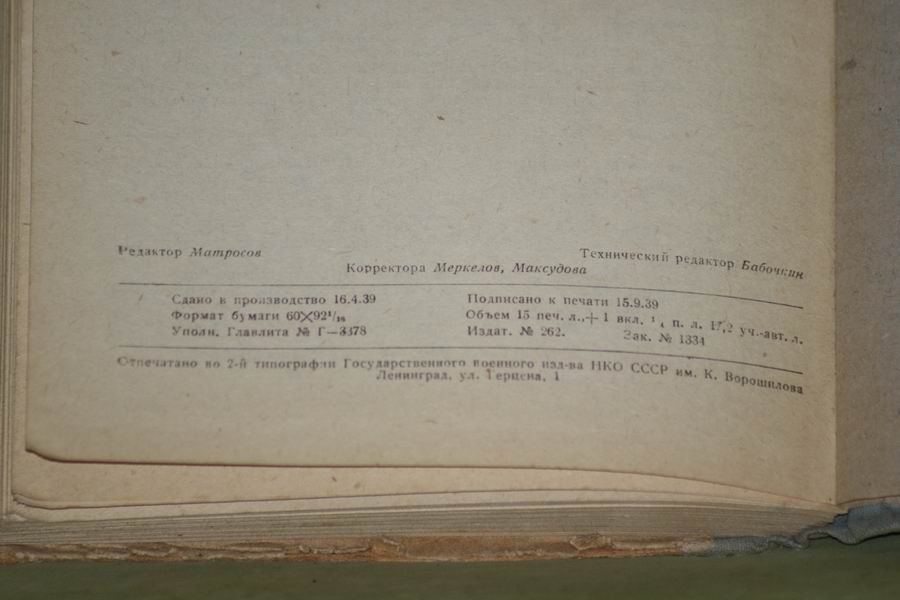 Редактор Матросов Технический редактор Бабочкин
Корректора Меркелов, Максудова
Сдано в производство 16.4.39 Подписано к печати 15.9.39
Формат бумаги 60×92¹/₁₆ Объем 15 печ. л.,+ 1 вкл. ¹/₄ п. л. 17,2 уч.-авт. л.
Уполн. Главлита № Г—3378 Издат. № 262. Зак. № 1334
Отпечатано во 2-й типографии Государственного военного изд-ва НКО СССР им. К. Ворошилова
Ленинград, ул. Герцена, 1